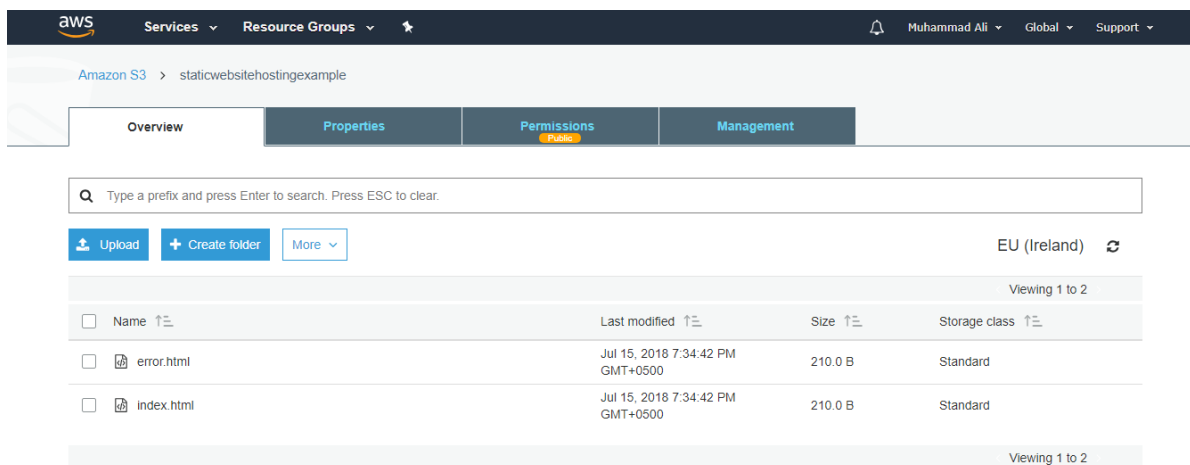 aws Services Resource Groups Muhammad Ali Global Support
Amazon S3 > staticwebsitehostingexample
Overview Properties Permissions Management
Public
Type a prefix and press Enter to search. Press ESC to clear.
Upload + Create folder More EU (Ireland)
Viewing 1 to 2
Name Last modified Size Storage class
error.html Jul 15, 2018 7:34:42 PM GMT+0500 210.0 B Standard
index.html Jul 15, 2018 7:34:42 PM GMT+0500 210.0 B Standard
Viewing 1 to 2